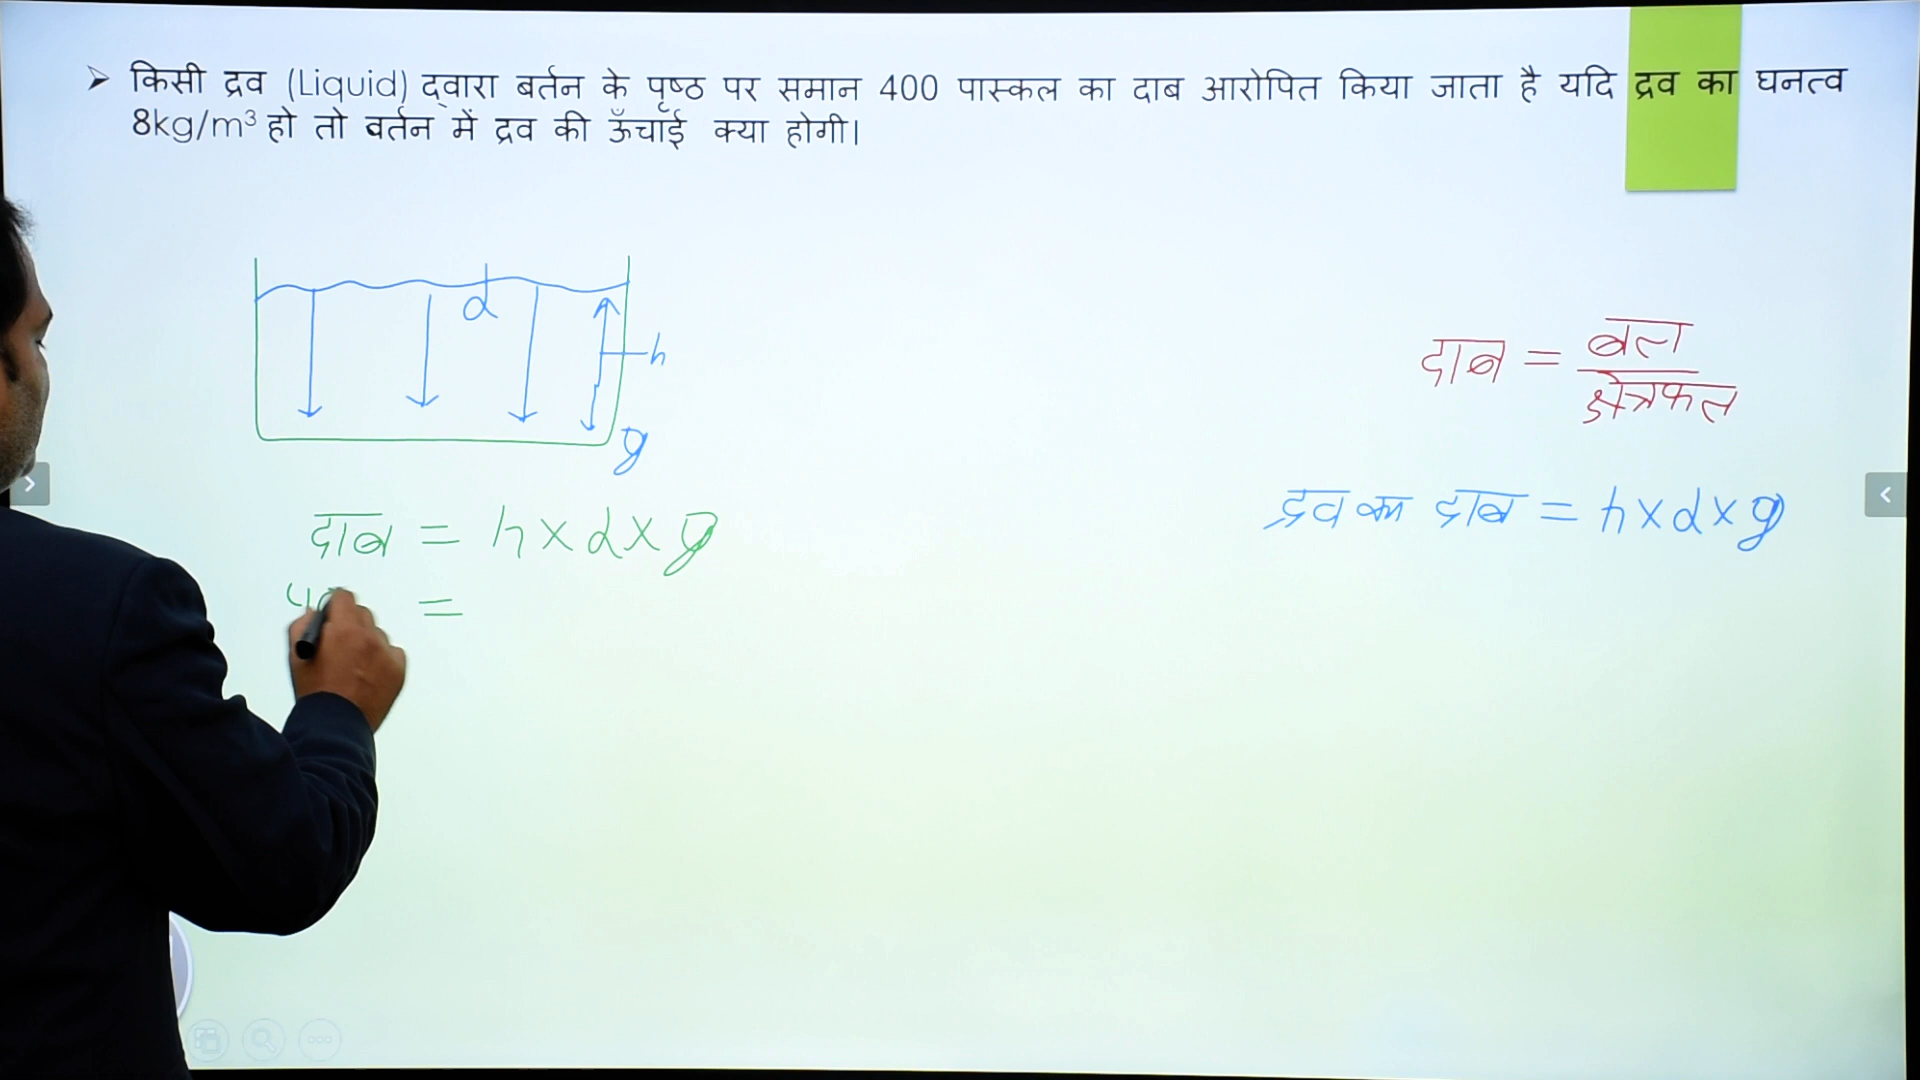 ➢ किसी द्रव (Liquid) द्वारा बर्तन के पृष्ठ पर समान 400 पास्कल का दाब आरोपित किया जाता है यदि द्रव का घनत्व
8kg/m³ हो तो बर्तन में द्रव की ऊँचाई क्या होगी।
d
h
g
दाब = बल
क्षेत्रफल
द्रव का दाब = h×d×g
दाब = h×d×g
40 =